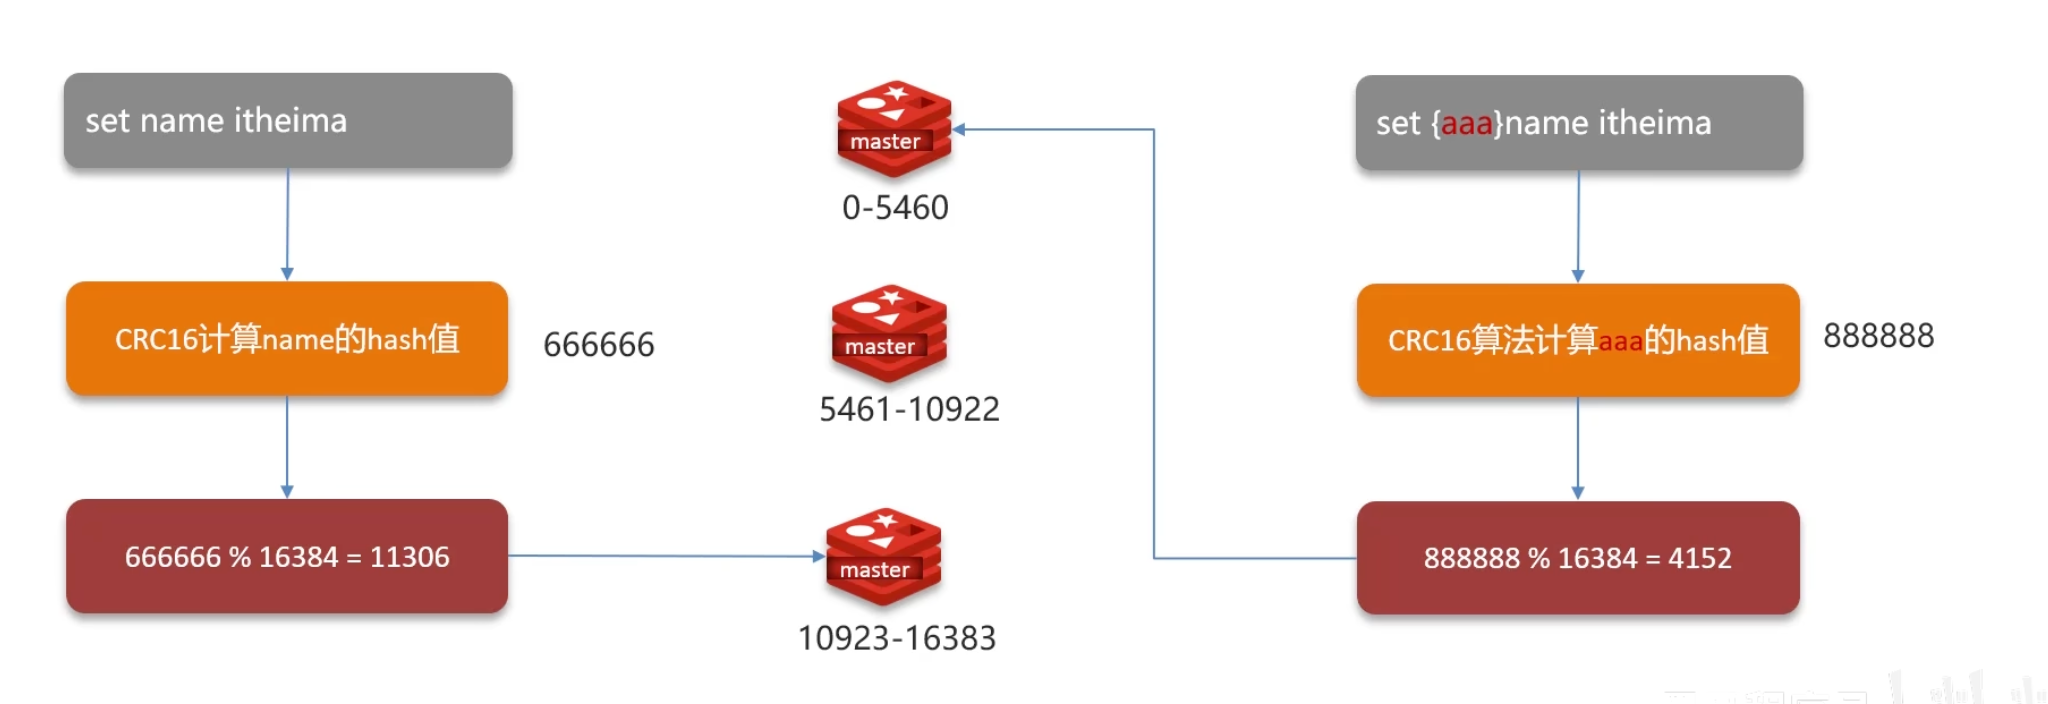 set name itheima
CRC16计算name的hash值
666666
666666 % 16384 = 11306
master
0-5460
master
5461-10922
master
10923-16383
set {aaa}name itheima
CRC16算法计算aaa的hash值
888888
888888 % 16384 = 4152